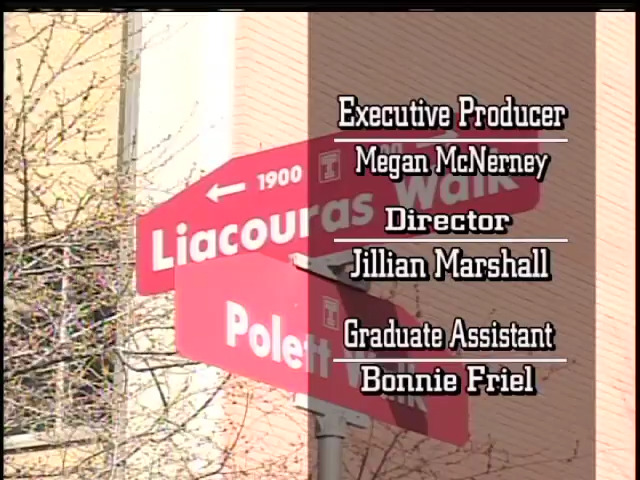 Executive Producer
Megan McNerney
Director
Jillian Marshall
Graduate Assistant
Bonnie Friel
← 1900 T
Liacouras Walk
T
Polett Walk